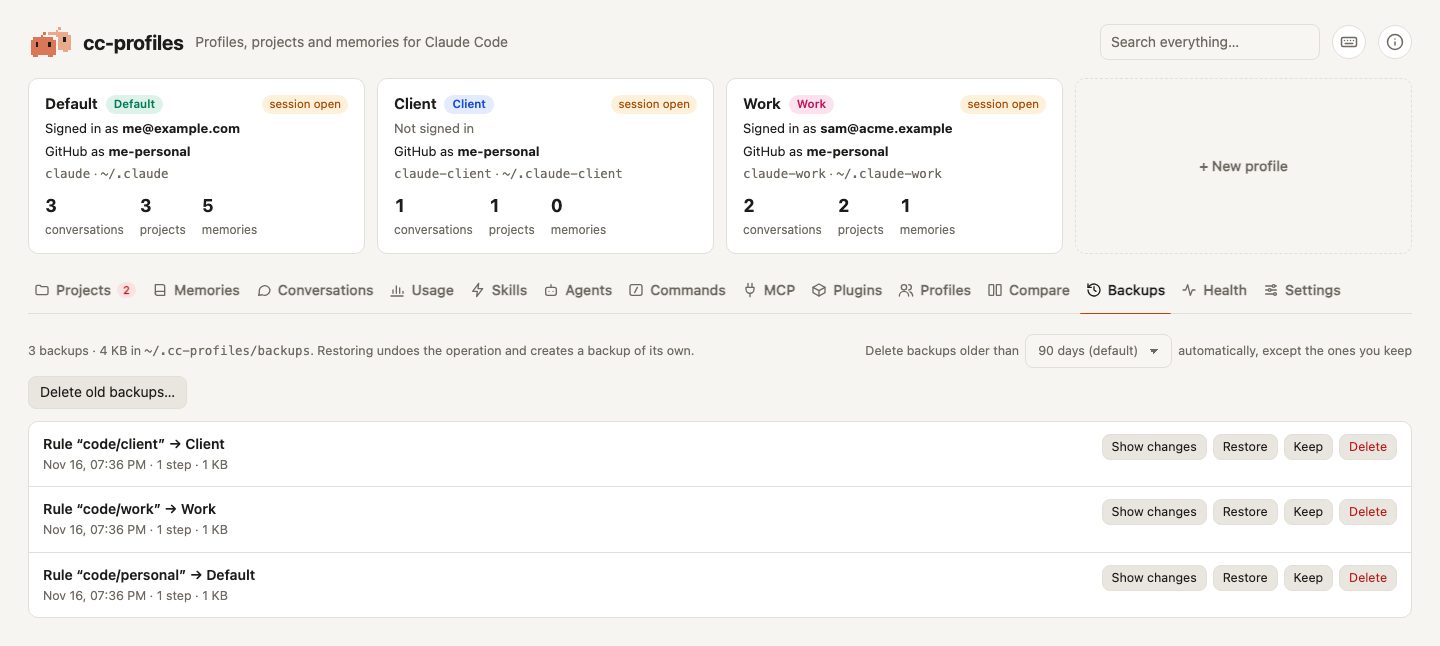 cc-profiles Profiles, projects and memories for Claude Code Search everything...
Default Default session open
Signed in as me@example.com
GitHub as me-personal
claude · ~/.claude
3 3 5
conversations projects memories
Client Client session open
Not signed in
GitHub as me-personal
claude-client · ~/.claude-client
1 1 0
conversations projects memories
Work Work session open
Signed in as sam@acme.example
GitHub as me-personal
claude-work · ~/.claude-work
2 2 1
conversations projects memories
+ New profile
Projects 2 Memories Conversations Usage Skills Agents Commands MCP Plugins Profiles Compare Backups Health Settings
3 backups · 4 KB in ~/.cc-profiles/backups. Restoring undoes the operation and creates a backup of its own. Delete backups older than 90 days (default) automatically, except the ones you keep
Delete old backups...
Rule “code/client” → Client
Nov 16, 07:36 PM · 1 step · 1 KB
Show changes Restore Keep Delete
Rule “code/work” → Work
Nov 16, 07:36 PM · 1 step · 1 KB
Show changes Restore Keep Delete
Rule “code/personal” → Default
Nov 16, 07:36 PM · 1 step · 1 KB
Show changes Restore Keep Delete